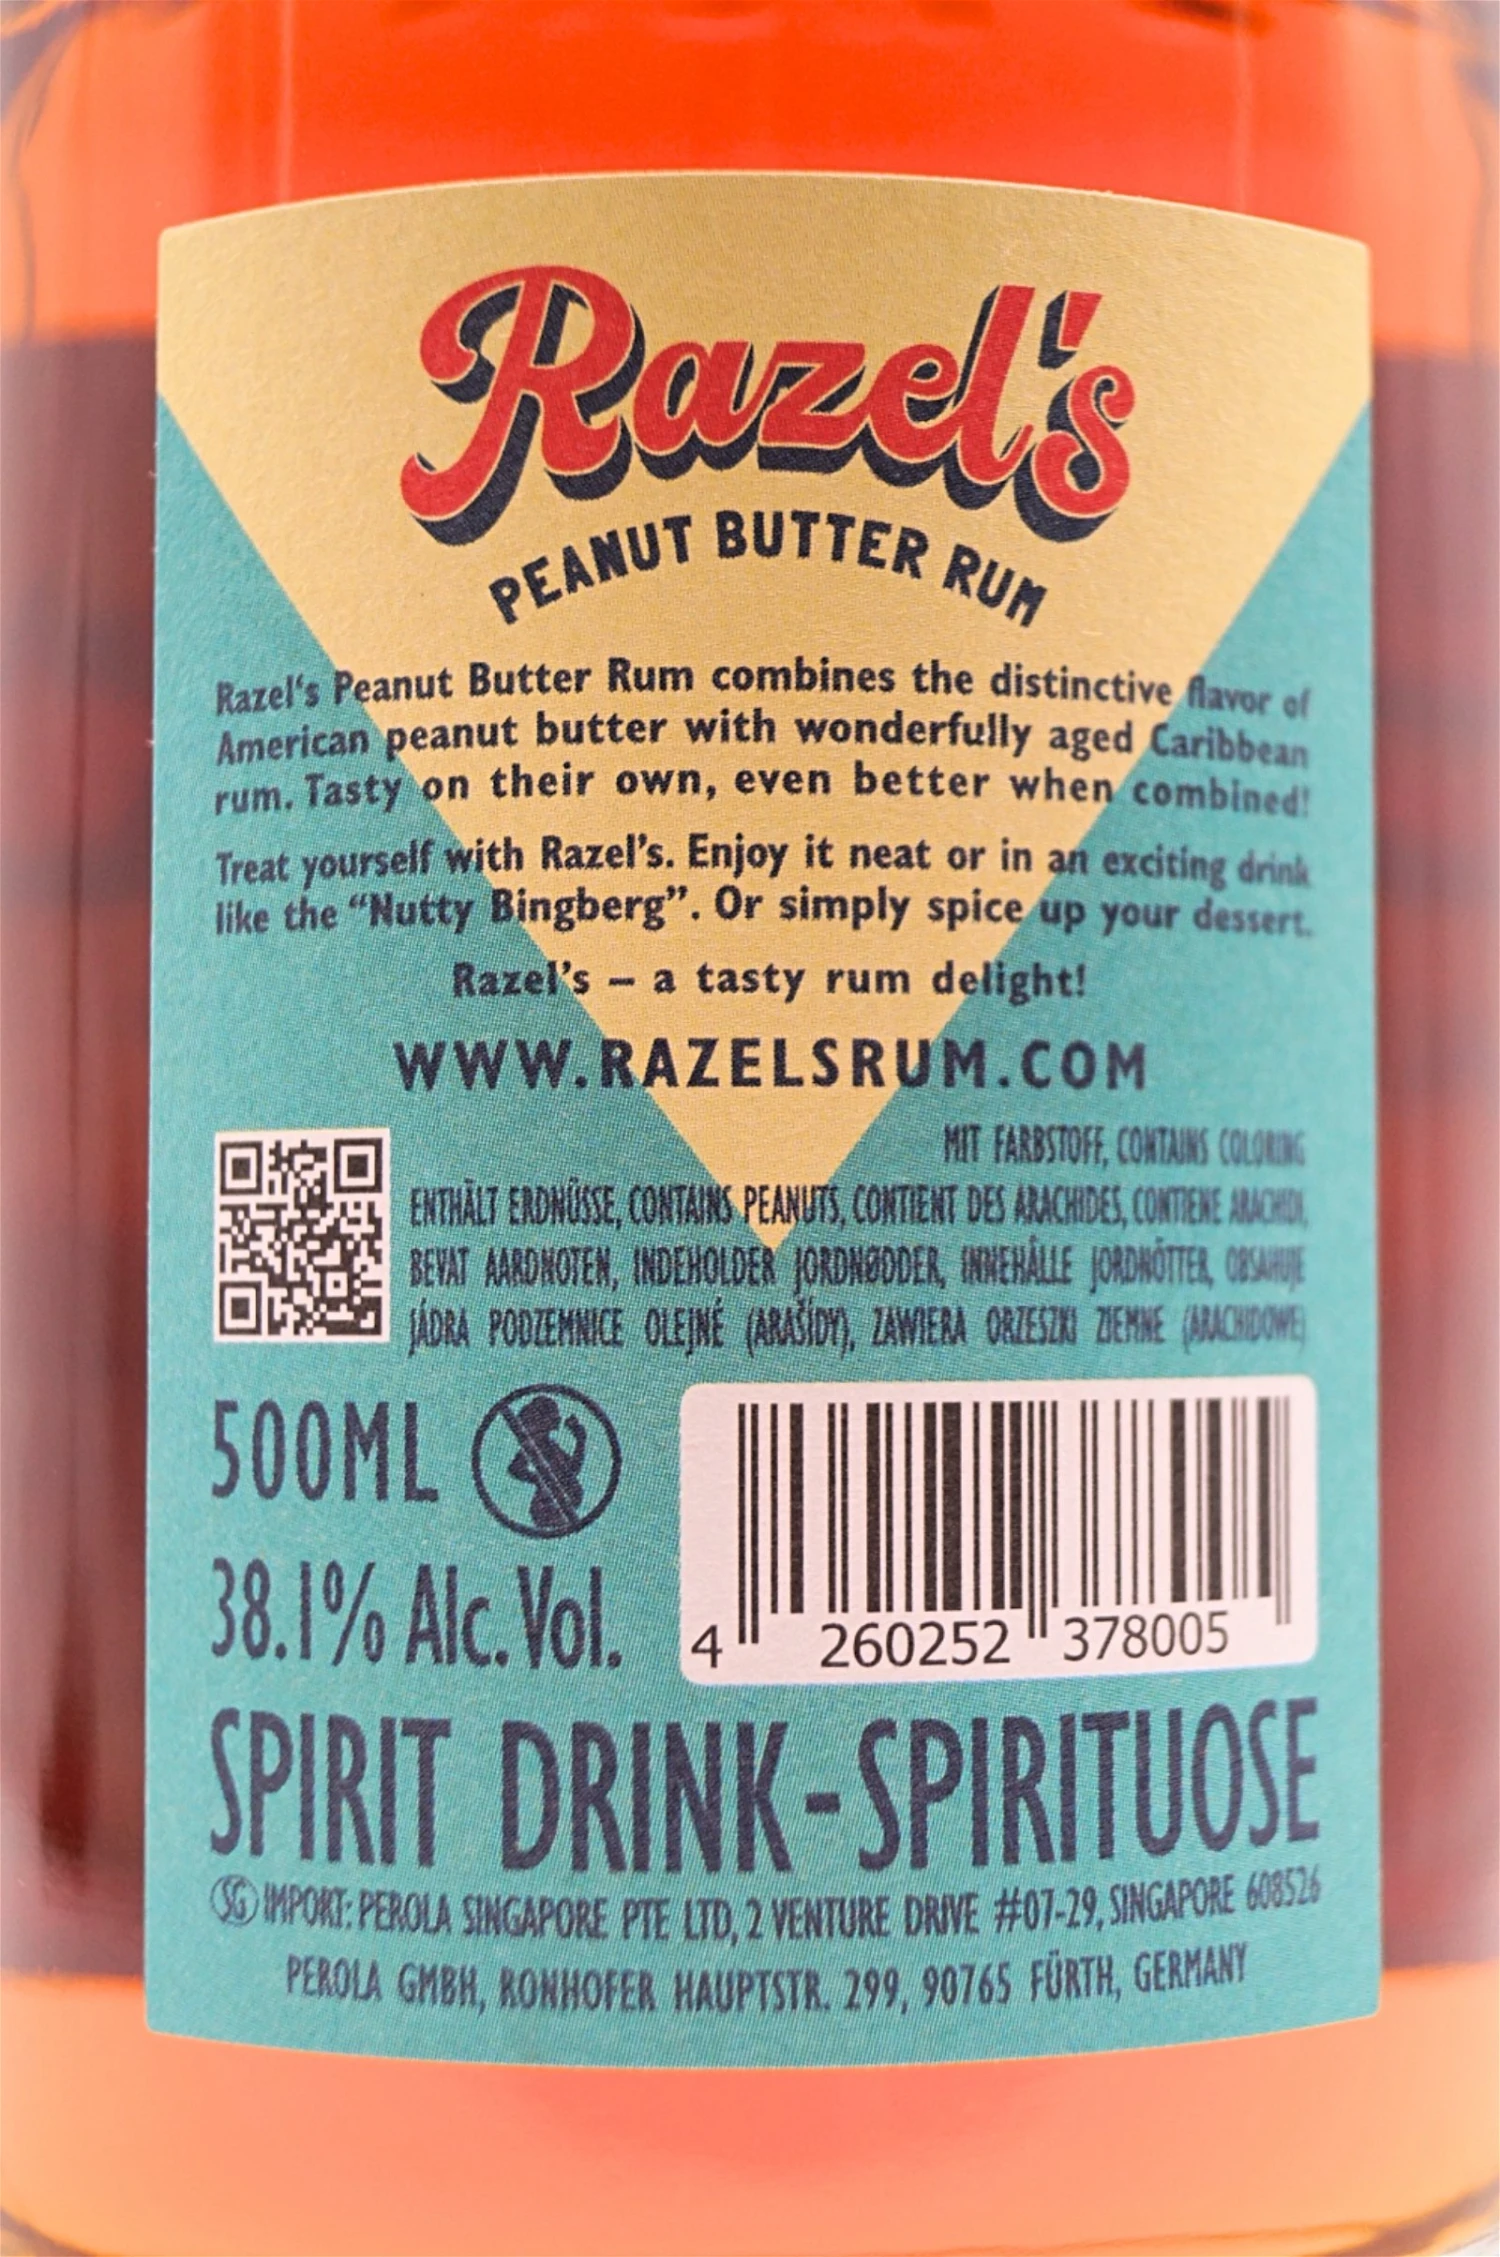 Razel's
PEANUT BUTTER RUM
Razel's Peanut Butter Rum combines the distinctive flavor of
American peanut butter with wonderfully aged Caribbean
rum. Tasty on their own, even better when combined!
Treat yourself with Razel's. Enjoy it neat or in an exciting drink
like the “Nutty Bingberg”. Or simply spice up your dessert.
Razel's – a tasty rum delight!
WWW.RAZELSRUM.COM
MIT FARBSTOFF, CONTAINS COLORING
ENTHÄLT ERDNÜSSE, CONTAINS PEANUTS, CONTIENT DES ARACHIDES, CONTIENE ARACHIDI,
BEVAT AARDNOTEN, INDEHOLDER JORDNØDDER, INNEHÅLLE JORDNÖTTER, OBSAHUJE
JÁDRA PODZEMNICE OLEJNÉ (ARAŠÍDY), ZAWIERA ORZESZKI ZIEMNE (ARACHIDOWE)
500ML
38.1% Alc. Vol.
4 260252 378005
SPIRIT DRINK-SPIRITUOSE
SG IMPORT: PEROLA SINGAPORE PTE LTD, 2 VENTURE DRIVE #07-29, SINGAPORE 608526
PEROLA GMBH, RONHOFER HAUPTSTR. 299, 90765 FÜRTH, GERMANY